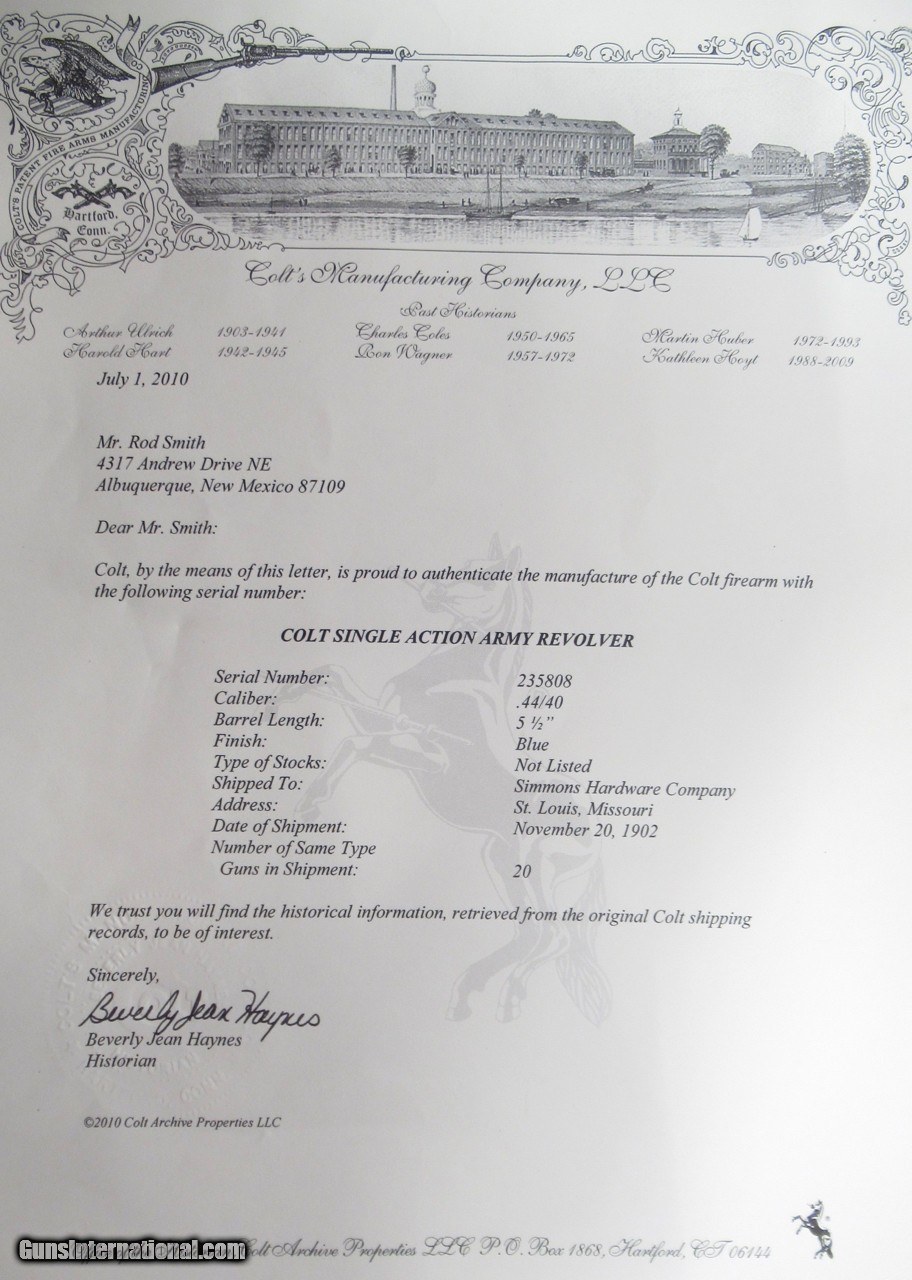 COLTS PATENT FIRE ARMS MANUFACTURING
Hartford,
Conn.
Colt's Manufacturing Company, LLC
Past Historians
Arthur Ulrich 1903-1941 Charles Coles 1950-1965 Martin Huber 1972-1993
Harold Hart 1942-1945 Ron Wagner 1957-1972 Kathleen Hoyt 1988-2009
July 1, 2010
Mr. Rod Smith
4317 Andrew Drive NE
Albuquerque, New Mexico 87109
Dear Mr. Smith:
Colt, by the means of this letter, is proud to authenticate the manufacture of the Colt firearm with
the following serial number:
COLT SINGLE ACTION ARMY REVOLVER
Serial Number: 235808
Caliber: .44/40
Barrel Length: 5 ½”
Finish: Blue
Type of Stocks: Not Listed
Shipped To: Simmons Hardware Company
Address: St. Louis, Missouri
Date of Shipment: November 20, 1902
Number of Same Type
Guns in Shipment: 20
We trust you will find the historical information, retrieved from the original Colt shipping
records, to be of interest.
Sincerely,
Beverly Jean Haynes
Beverly Jean Haynes
Historian
©2010 Colt Archive Properties LLC
GunsInternational.com Colt Archive Properties LLC P.O. Box 1868, Hartford, CT 06144